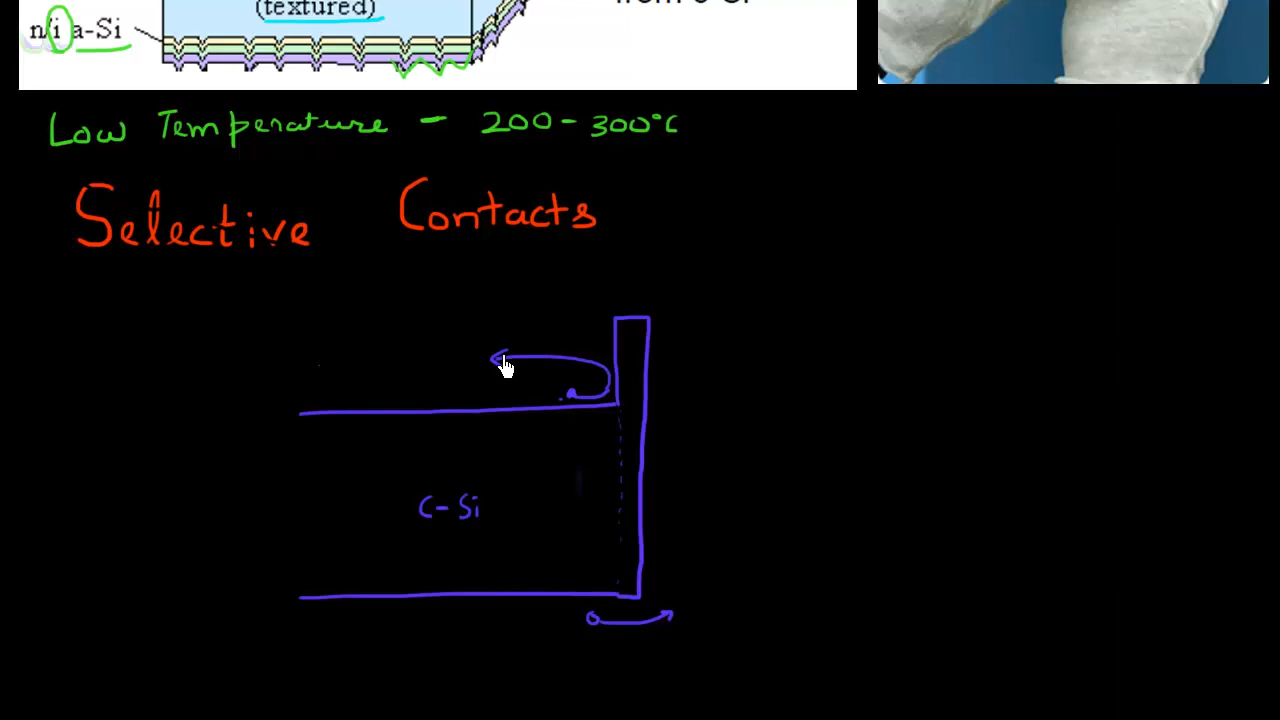 (textured)
n/i a-Si
Low Temperature - 200-300°C
Selective Contacts
C-Si